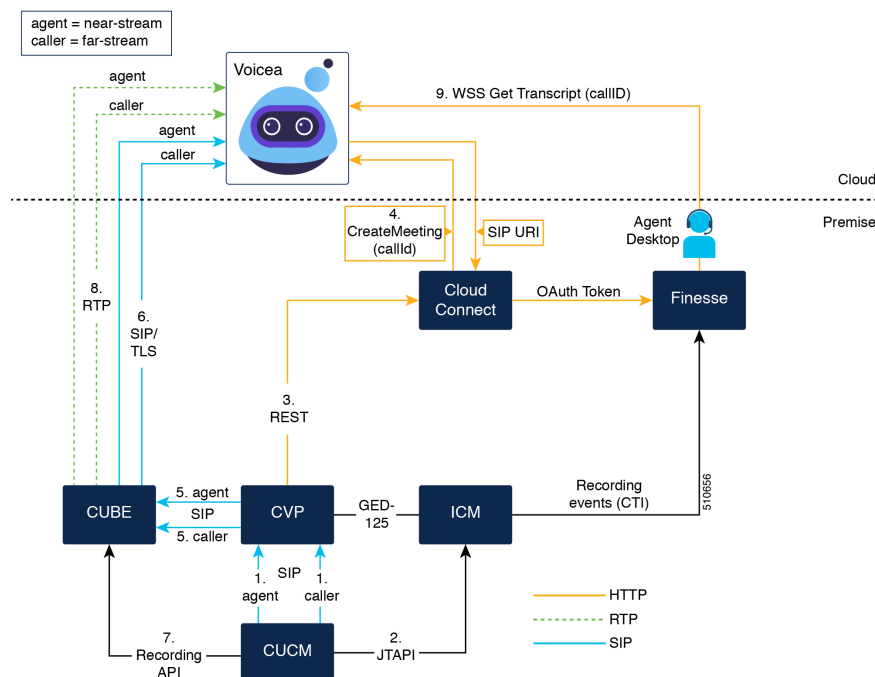 agent = near-stream
caller = far-stream
Voicea
agent
caller
agent
caller
9. WSS Get Transcript (callID)
Cloud
Premise
4.
CreateMeeting
(callId)
SIP URI
Agent
Desktop
Cloud
Connect
OAuth Token
Finesse
8.
RTP
6.
SIP/
TLS
3.
REST
CUBE
5. agent
SIP
5. caller
CVP
GED-
125
ICM
Recording
events (CTI)
510656
1.
agent
SIP
1.
caller
7.
Recording
API
CUCM
2.
JTAPI
HTTP
RTP
SIP